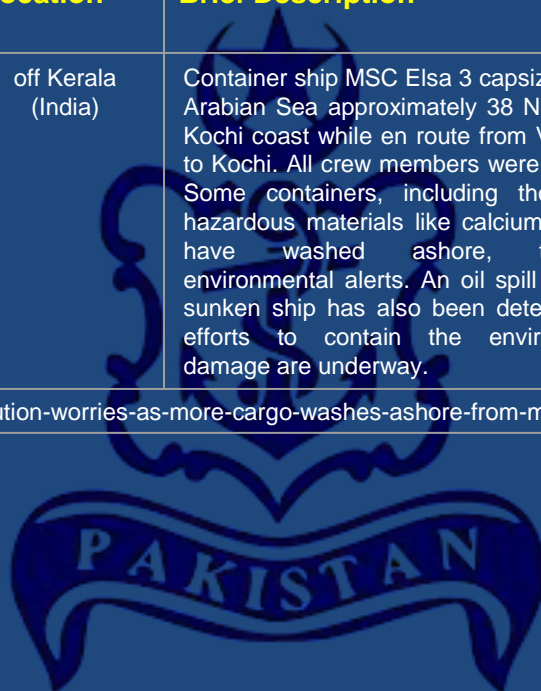 ocation
Brief Description
off Kerala
(India)
Container ship MSC Elsa 3 capsiz
Arabian Sea approximately 38 N
Kochi coast while en route from V
to Kochi. All crew members were
Some containers, including the
hazardous materials like calcium
have washed ashore, t
environmental alerts. An oil spill
sunken ship has also been dete
efforts to contain the envir
damage are underway.
ution-worries-as-more-cargo-washes-ashore-from-m
PAKISTAN